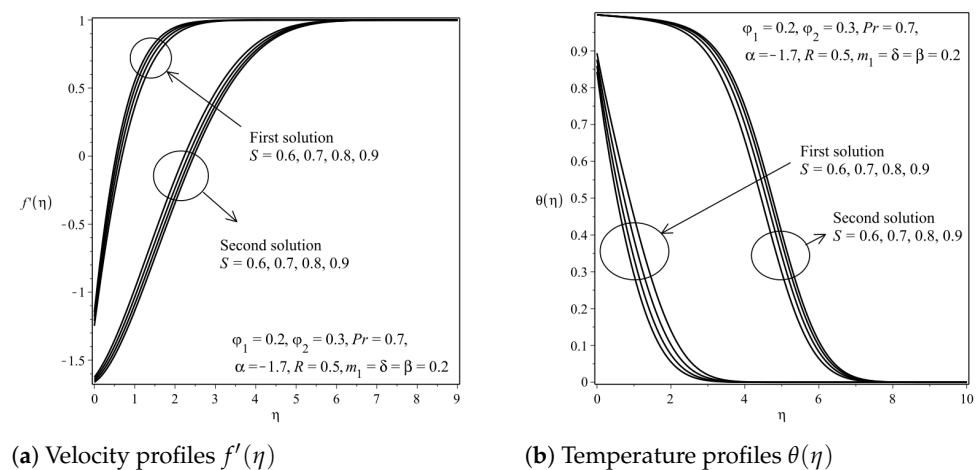 1
0.5
0
-0.5
-1
-1.5
f'(η)
0 1 2 3 4 5 6 7 8 9
η
First solution
S = 0.6, 0.7, 0.8, 0.9
Second solution
S = 0.6, 0.7, 0.8, 0.9
φ₁ = 0.2, φ₂ = 0.3, Pr = 0.7,
α = −1.7, R = 0.5, m₁ = δ = β = 0.2
(a) Velocity profiles f′(η)
0.9
0.8
0.7
0.6
0.5
0.4
0.3
0.2
0.1
0
θ(η)
0 2 4 6 8 10
η
φ₁ = 0.2, φ₂ = 0.3, Pr = 0.7,
α = −1.7, R = 0.5, m₁ = δ = β = 0.2
First solution
S = 0.6, 0.7, 0.8, 0.9
Second solution
S = 0.6, 0.7, 0.8, 0.9
(b) Temperature profiles θ(η)